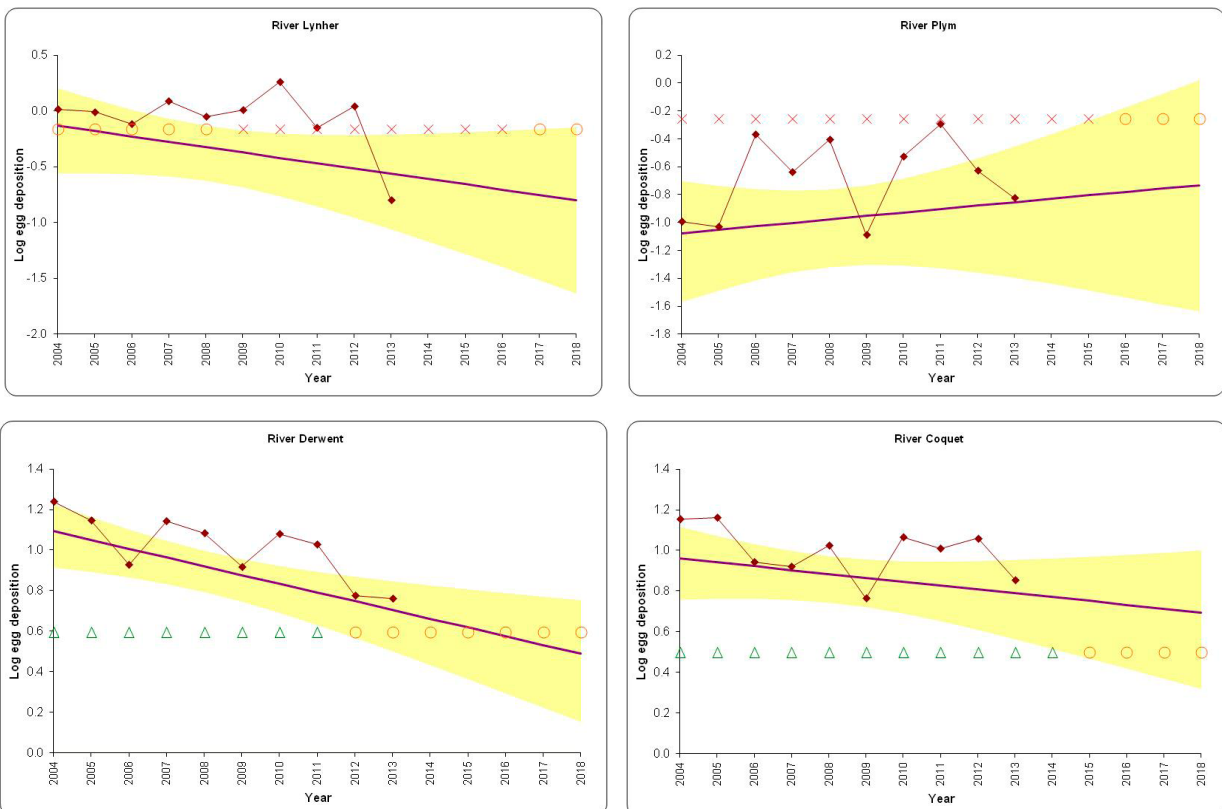 River Lynher
0.5
0.0
-0.5
-1.0
-1.5
-2.0
Log egg deposition
2004 2005 2006 2007 2008 2009 2010 2011 2012 2013 2014 2015 2016 2017 2018
Year
River Plym
0.2
0.0
-0.2
-0.4
-0.6
-0.8
-1.0
-1.2
-1.4
-1.6
-1.8
Log egg deposition
2004 2005 2006 2007 2008 2009 2010 2011 2012 2013 2014 2015 2016 2017 2018
Year
River Derwent
1.4
1.2
1.0
0.8
0.6
0.4
0.2
0.0
Log egg deposition
2004 2005 2006 2007 2008 2009 2010 2011 2012 2013 2014 2015 2016 2017 2018
Year
River Coquet
1.4
1.2
1.0
0.8
0.6
0.4
0.2
0.0
Log egg deposition
2004 2005 2006 2007 2008 2009 2010 2011 2012 2013 2014 2015 2016 2017 2018
Year